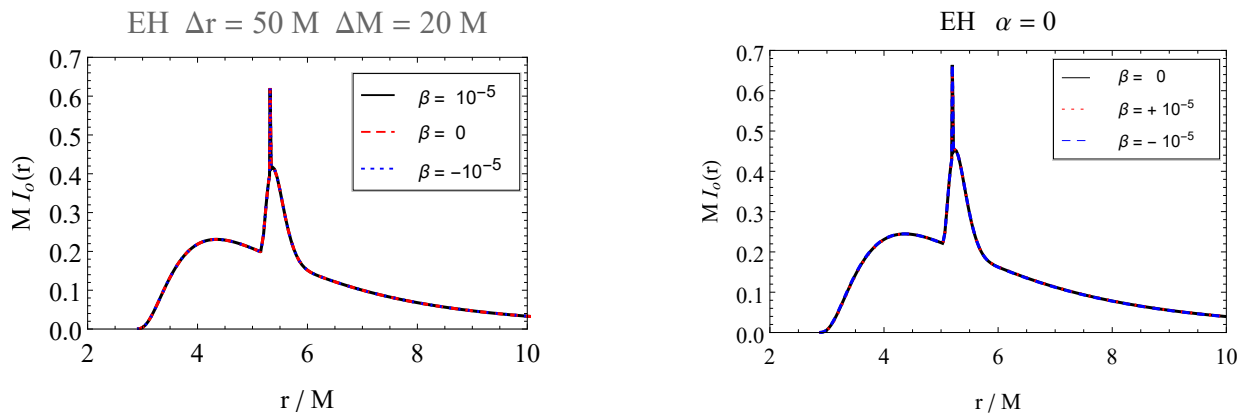 EH Δr = 50 M ΔM = 20 M
0.7
0.6
0.5
0.4
0.3
0.2
0.1
0.0
M I_o(r)
β = 10^{-5}
β = 0
β = -10^{-5}
2 4 6 8 10
r / M
EH α = 0
0.7
0.6
0.5
0.4
0.3
0.2
0.1
0.0
M I_o(r)
β = 0
β = + 10^{-5}
β = - 10^{-5}
2 4 6 8 10
r / M